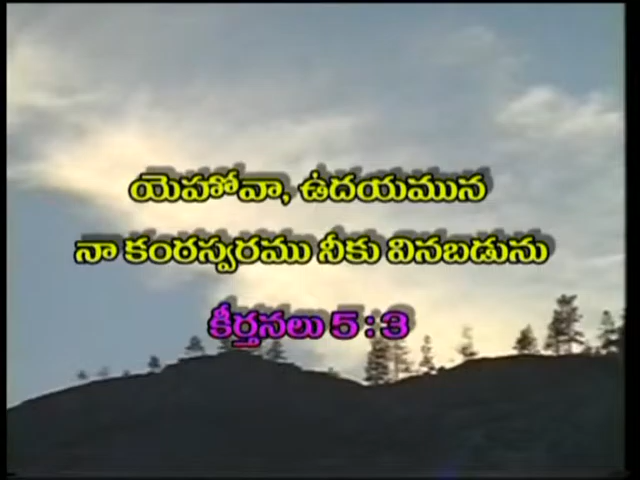 యెహోవా, ఉదయమున
నా కంఠస్వరము నీకు వినబడును
కీర్తనలు 5 : 3